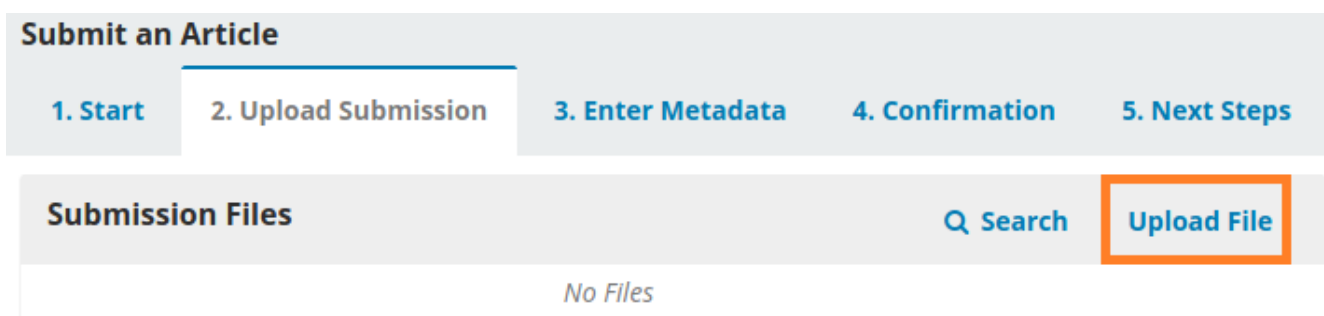 Submit an Article
1. Start 2. Upload Submission 3. Enter Metadata 4. Confirmation 5. Next Steps
Submission Files Search Upload File
No Files